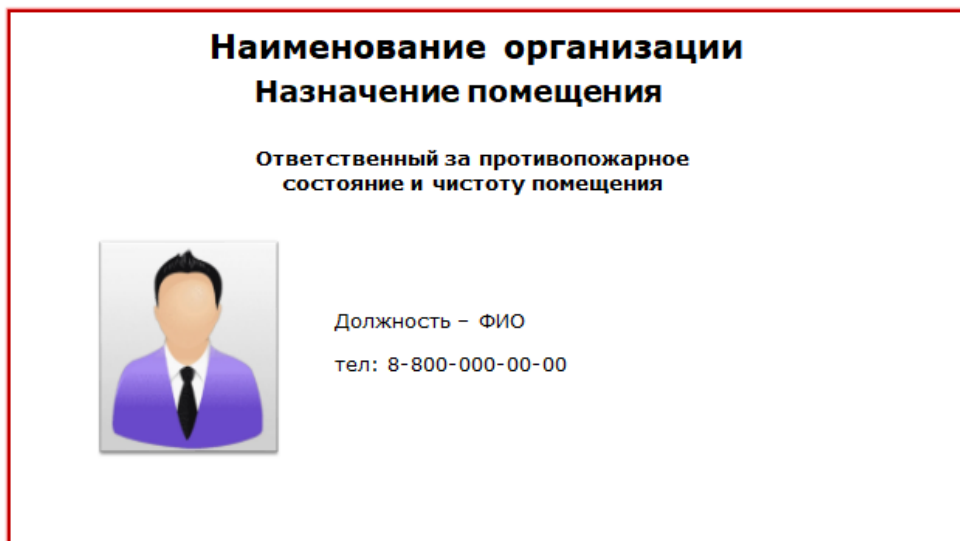 Наименование организации
Назначение помещения
Ответственный за противопожарное
состояние и чистоту помещения
Должность – ФИО
тел: 8-800-000-00-00